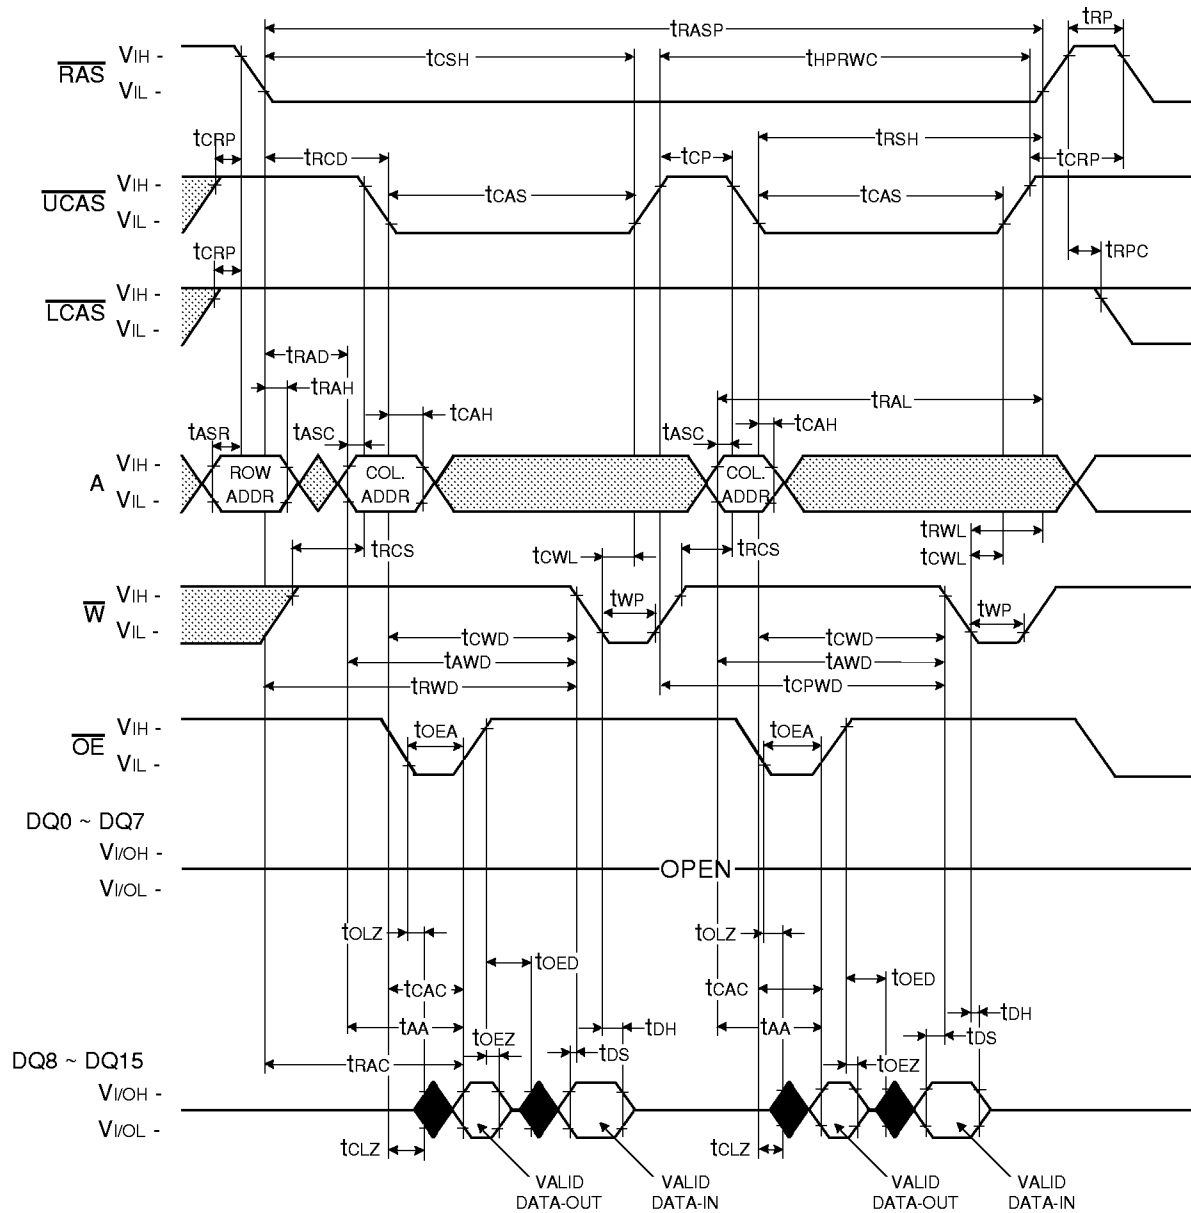 tRASP
tRP
tCSH
tHPRWC
RAS
VIH -
VIL -
tCRP
tRCD
tCP
tRSH
tCRP
UCAS
VIH -
VIL -
tCAS
tCAS
tCRP
tRPC
LCAS
VIH -
VIL -
tRAD
tRAH
tCAH
tRAL
tASR
tASC
tASC
tCAH
A
VIH -
VIL -
ROW
ADDR
COL.
ADDR
COL.
ADDR
tRWL
tRCS
tCWL
tRCS
tCWL
W
VIH -
VIL -
tWP
tWP
tCWD
tCWD
tAWD
tAWD
tRWD
tCPWD
OE
VIH -
VIL -
tOEA
tOEA
DQ0 ~ DQ7
VI/OH -
VI/OL -
OPEN
tOLZ
tOLZ
tOED
tOED
tCAC
tCAC
tAA
tOEZ
tDH
tAA
tDH
tDS
tDS
tRAC
tOEZ
DQ8 ~ DQ15
VI/OH -
VI/OL -
tCLZ
tCLZ
VALID
DATA-OUT
VALID
DATA-IN
VALID
DATA-OUT
VALID
DATA-IN